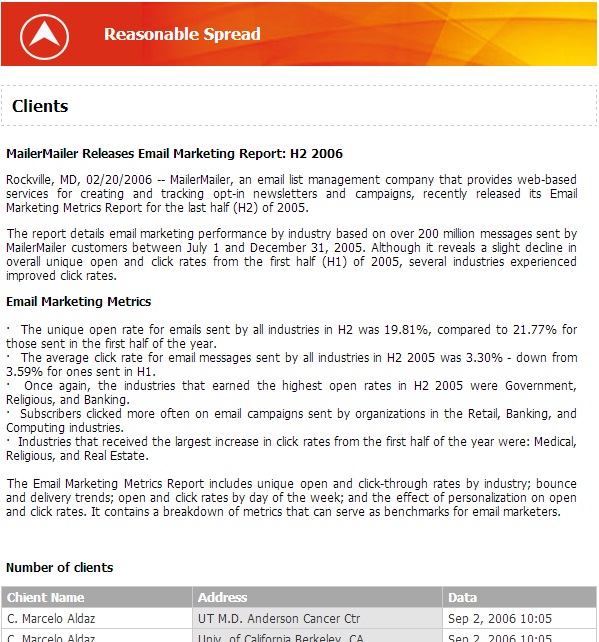 Reasonable Spread
Clients
MailerMailer Releases Email Marketing Report: H2 2006
Rockville, MD, 02/20/2006 -- MailerMailer, an email list management company that provides web-based
services for creating and tracking opt-in newsletters and campaigns, recently released its Email
Marketing Metrics Report for the last half (H2) of 2005.
The report details email marketing performance by industry based on over 200 million messages sent by
MailerMailer customers between July 1 and December 31, 2005. Although it reveals a slight decline in
overall unique open and click rates from the first half (H1) of 2005, several industries experienced
improved click rates.
Email Marketing Metrics
· The unique open rate for emails sent by all industries in H2 was 19.81%, compared to 21.77% for
those sent in the first half of the year.
· The average click rate for email messages sent by all industries in H2 2005 was 3.30% - down from
3.59% for ones sent in H1.
· Once again, the industries that earned the highest open rates in H2 2005 were Government,
Religious, and Banking.
· Subscribers clicked more often on email campaigns sent by organizations in the Retail, Banking, and
Computing industries.
· Industries that received the largest increase in click rates from the first half of the year were: Medical,
Religious, and Real Estate.
The Email Marketing Metrics Report includes unique open and click-through rates by industry; bounce
and delivery trends; open and click rates by day of the week; and the effect of personalization on open
and click rates. It contains a breakdown of metrics that can serve as benchmarks for email marketers.
Number of clients
Chient Name Address Data
C. Marcelo Aldaz UT M.D. Anderson Cancer Ctr Sep 2, 2006 10:05
C. Marcelo Aldaz Univ. of California Berkeley, CA Sep 2, 2006 10:05